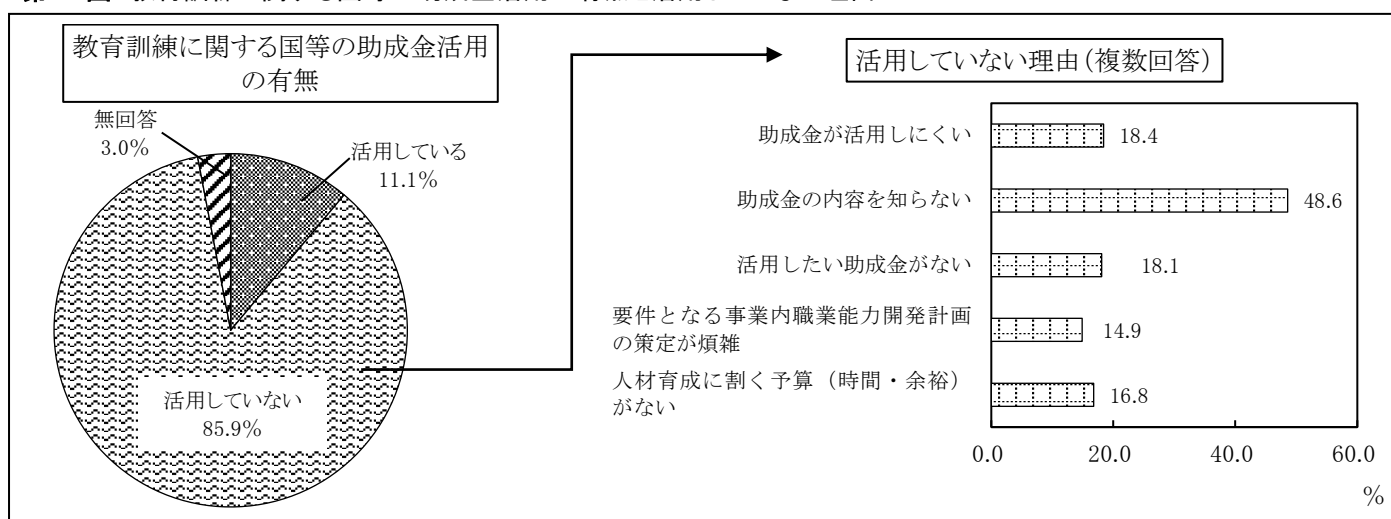 教育訓練に関する国等の助成金活用
の有無
無回答
3.0%
活用している
11.1%
活用していない
85.9%
活用していない理由(複数回答)
助成金が活用しにくい
18.4
助成金の内容を知らない
48.6
活用したい助成金がない
18.1
要件となる事業内職業能力開発計画
の策定が煩雑
14.9
人材育成に割く予算(時間・余裕)
がない
16.8
0.0
20.0
40.0
60.0
%